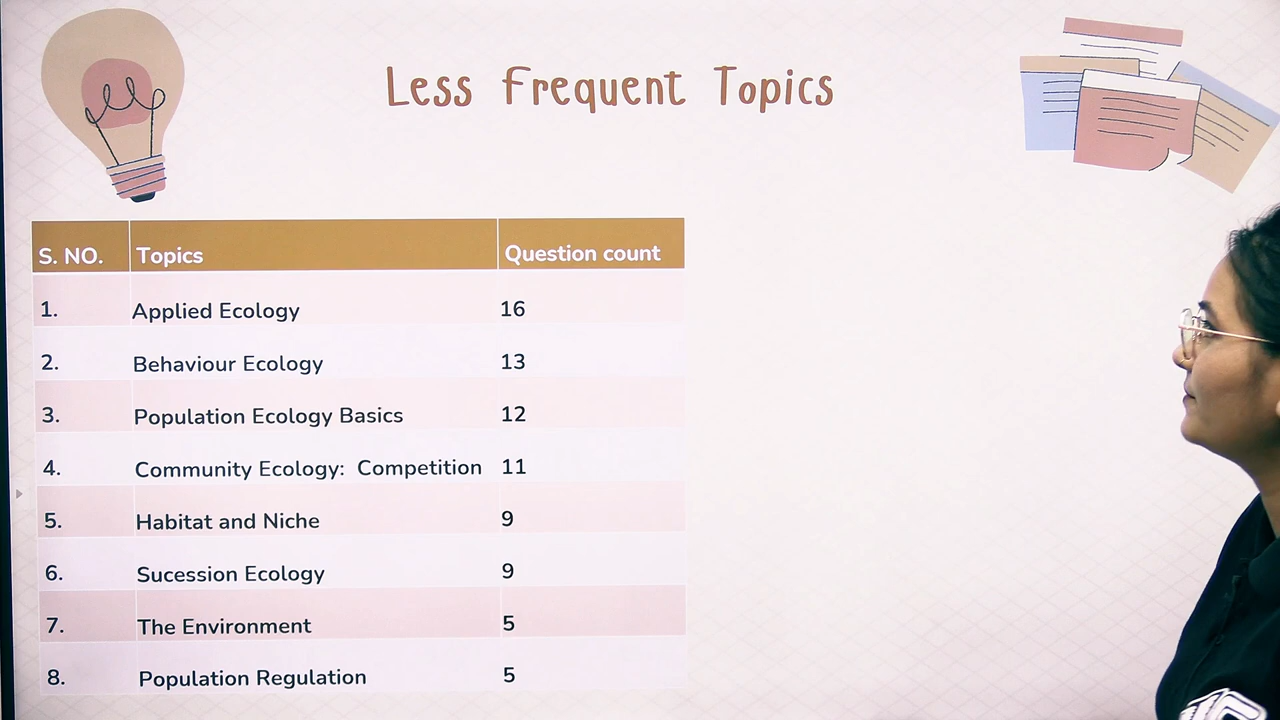 Less Frequent Topics
S. NO. Topics Question count
1. Applied Ecology 16
2. Behaviour Ecology 13
3. Population Ecology Basics 12
4. Community Ecology: Competition 11
5. Habitat and Niche 9
6. Sucession Ecology 9
7. The Environment 5
8. Population Regulation 5